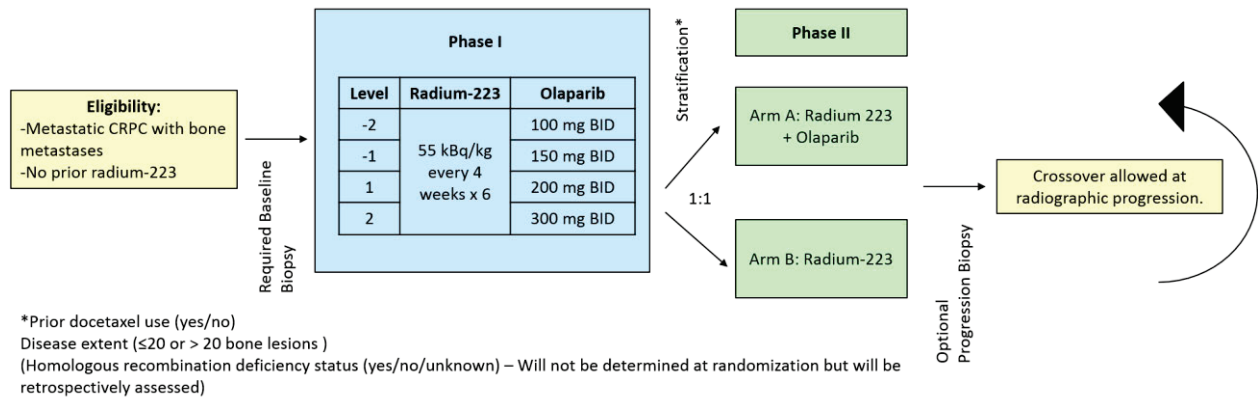 Eligibility:
-Metastatic CRPC with bone
metastases
-No prior radium-223
Required Baseline
Biopsy
Phase I
Level Radium-223 Olaparib
-2 100 mg BID
-1 150 mg BID
1 200 mg BID
2 300 mg BID
55 kBq/kg
every 4
weeks x 6
Stratification*
1:1
Phase II
Arm A: Radium 223
+ Olaparib
Arm B: Radium-223
Optional
Progression Biopsy
Crossover allowed at
radiographic progression.
*Prior docetaxel use (yes/no)
Disease extent (≤20 or > 20 bone lesions )
(Homologous recombination deficiency status (yes/no/unknown) – Will not be determined at randomization but will be
retrospectively assessed)